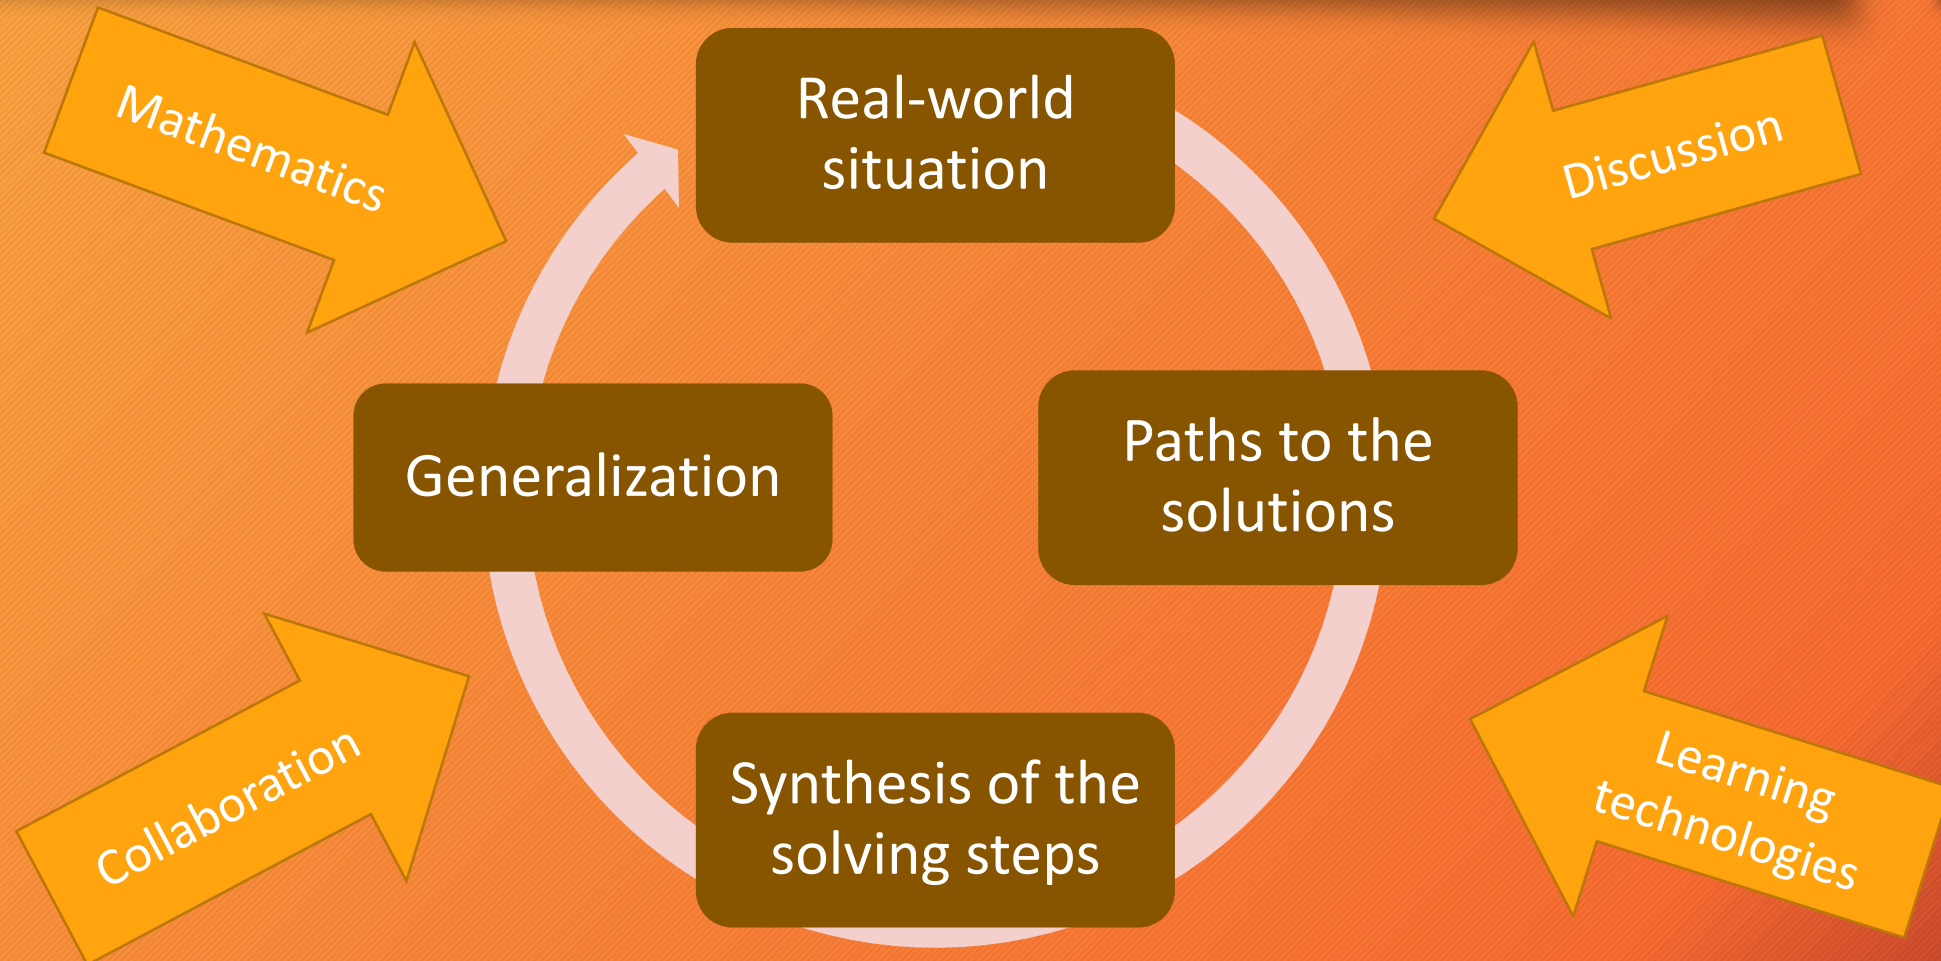 Mathematics
Real-world
situation
Discussion
Generalization
Paths to the
solutions
Collaboration
Synthesis of the
solving steps
Learning
technologies